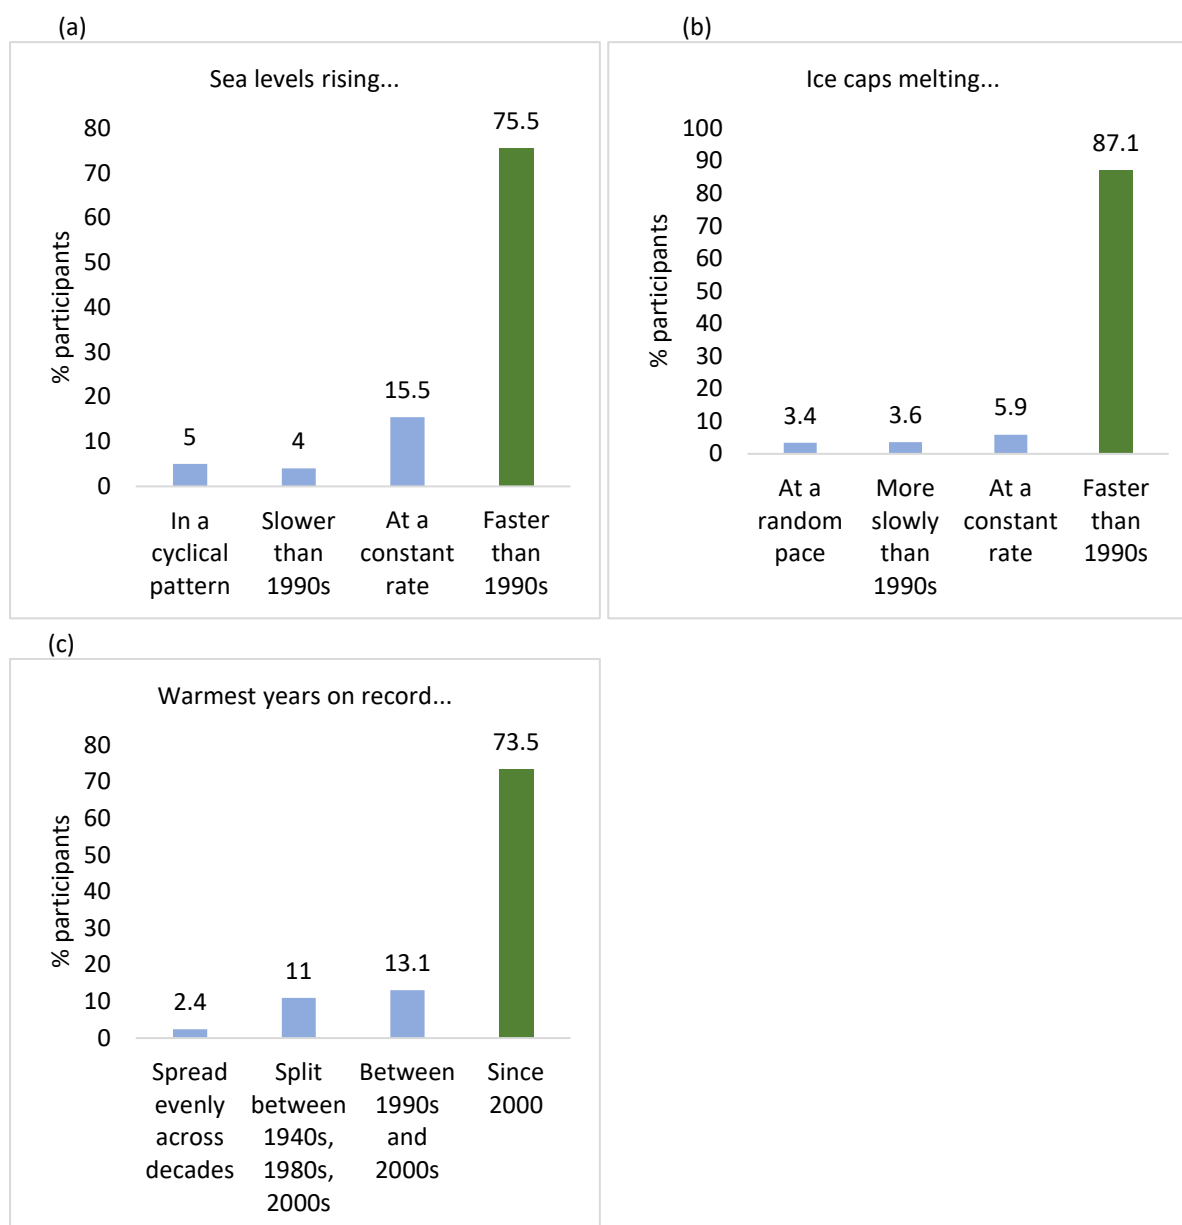 (a)
Sea levels rising...
75.5
80
70
60
50
40
30
20
10
0
% participants
15.5
5
4
In a
cyclical
pattern
Slower
than
1990s
At a
constant
rate
Faster
than
1990s
(b)
Ice caps melting...
100
90
80
70
60
50
40
30
20
10
0
% participants
87.1
3.4
3.6
5.9
At a
random
pace
More
slowly
than
1990s
At a
constant
rate
Faster
than
1990s
(c)
Warmest years on record...
73.5
80
70
60
50
40
30
20
10
0
% participants
2.4
11
13.1
Spread
evenly
across
decades
Split
between
1940s,
1980s,
2000s
Between
1990s
and
2000s
Since
2000